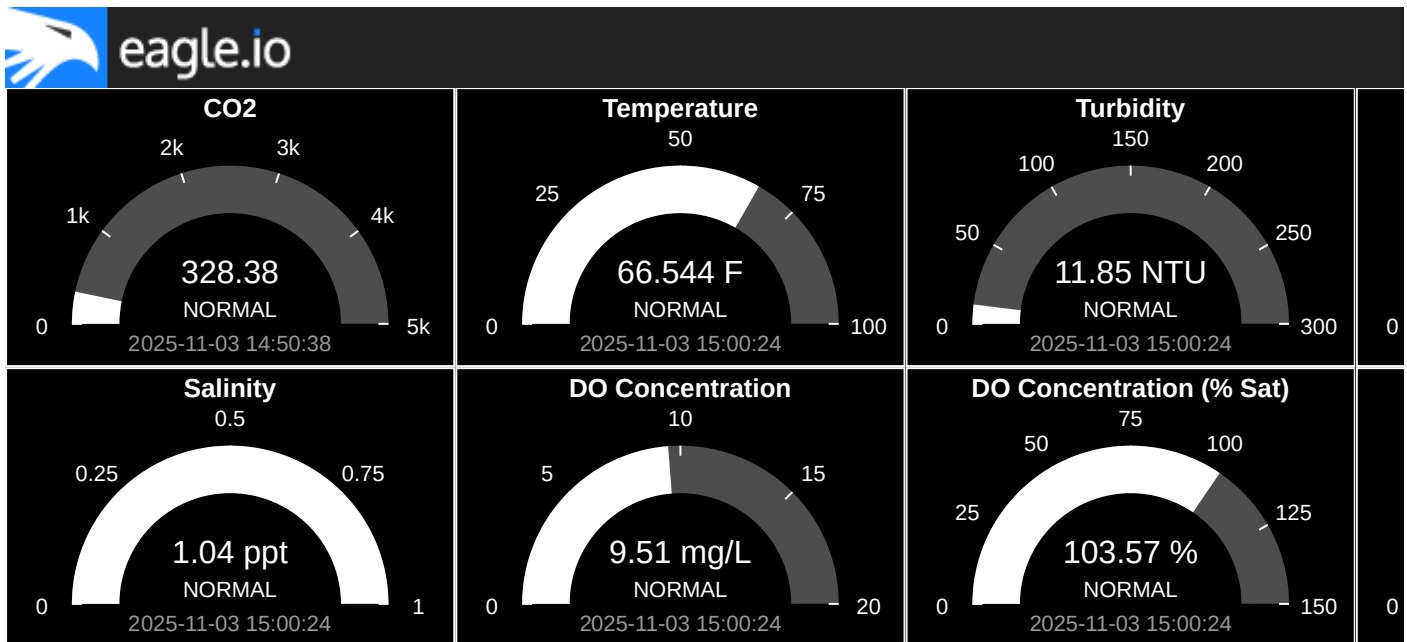 eagle.io
CO2
0
1k
2k
3k
4k
5k
328.38
NORMAL
2025-11-03 14:50:38
Temperature
0
25
50
75
100
66.544 F
NORMAL
2025-11-03 15:00:24
Turbidity
0
50
100
150
200
250
300
11.85 NTU
NORMAL
2025-11-03 15:00:24
0
Salinity
0
0.25
0.5
0.75
1
1.04 ppt
NORMAL
2025-11-03 15:00:24
DO Concentration
0
5
10
15
20
9.51 mg/L
NORMAL
2025-11-03 15:00:24
DO Concentration (% Sat)
0
25
50
75
100
125
150
103.57 %
NORMAL
2025-11-03 15:00:24
0